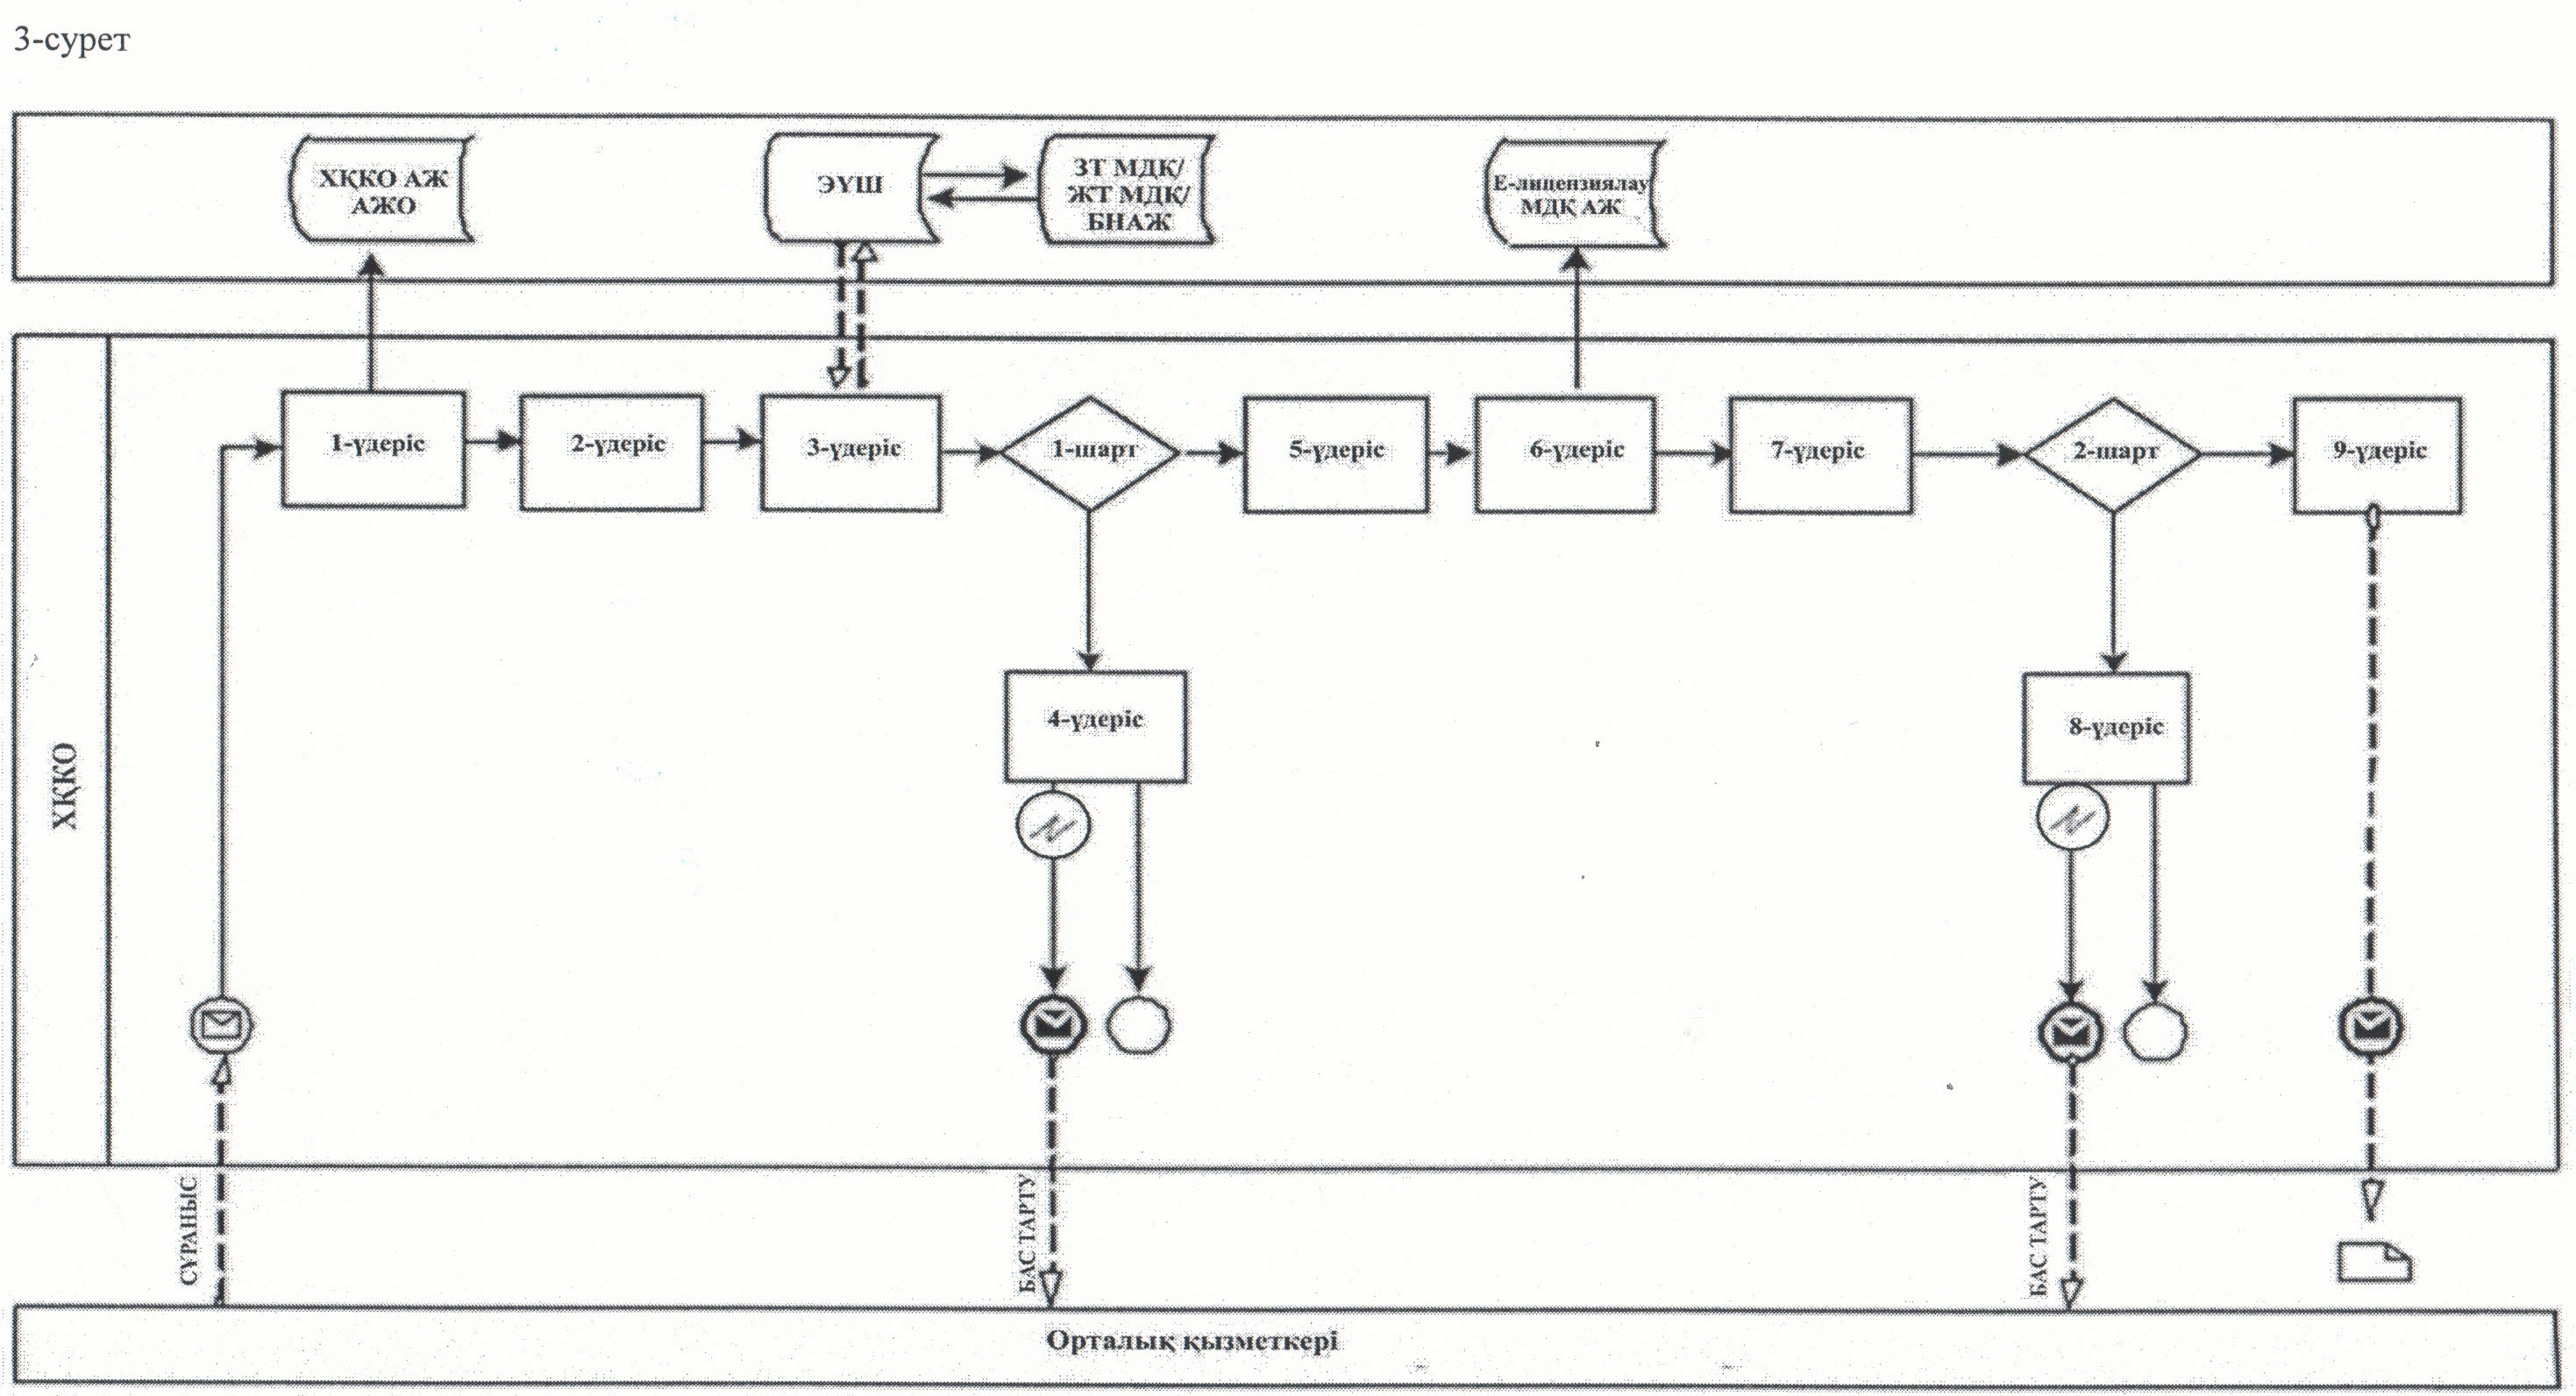 3-сурет
ХҚКО АЖ
АЖО
ЭҮШ
ЗТ МДК/
ЖТ МДК/
БНАЖ
Е-лицензиялау
МДҚ АЖ
1-үдеріс
2-үдеріс
3-үдеріс
1-шарт
5-үдеріс
6-үдеріс
7-үдеріс
2-шарт
9-үдеріс
4-үдеріс
8-үдеріс
ХҚКО
СҰРАНЫС
БАС ТАРТУ
БАС ТАРТУ
Орталық қызметкері